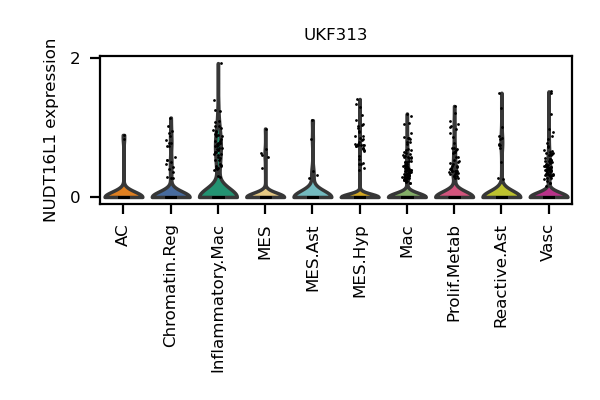 UKF313
NUDT16L1 expression
2
0
AC
Chromatin.Reg
Inflammatory.Mac
MES
MES.Ast
MES.Hyp
Mac
Prolif.Metab
Reactive.Ast
Vasc